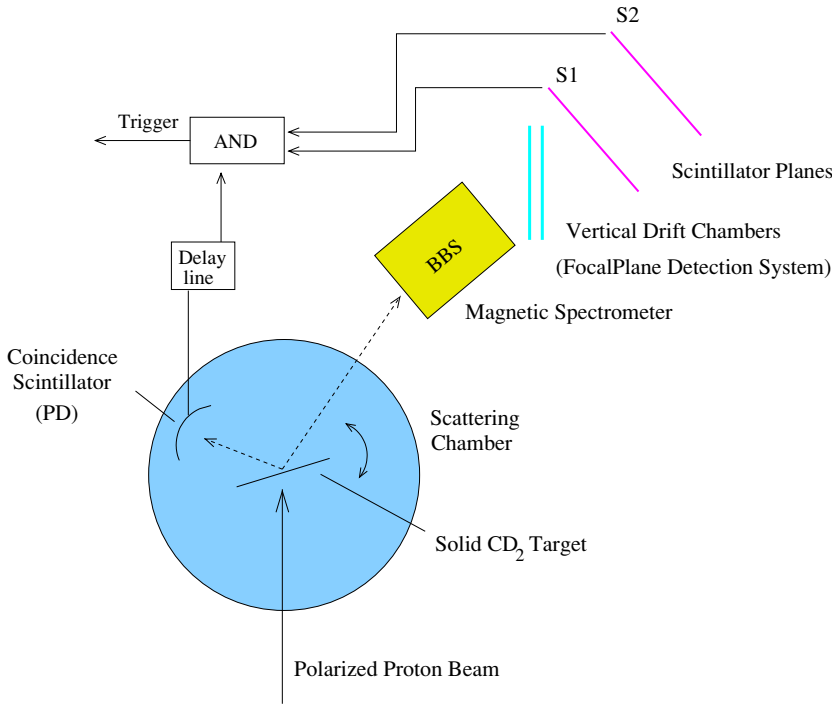 S2
S1
Trigger
AND
Scintillator Planes
Vertical Drift Chambers
(FocalPlane Detection System)
BBS
Delay
line
Magnetic Spectrometer
Coincidence
Scintillator
(PD)
Scattering
Chamber
Solid CD2 Target
Polarized Proton Beam